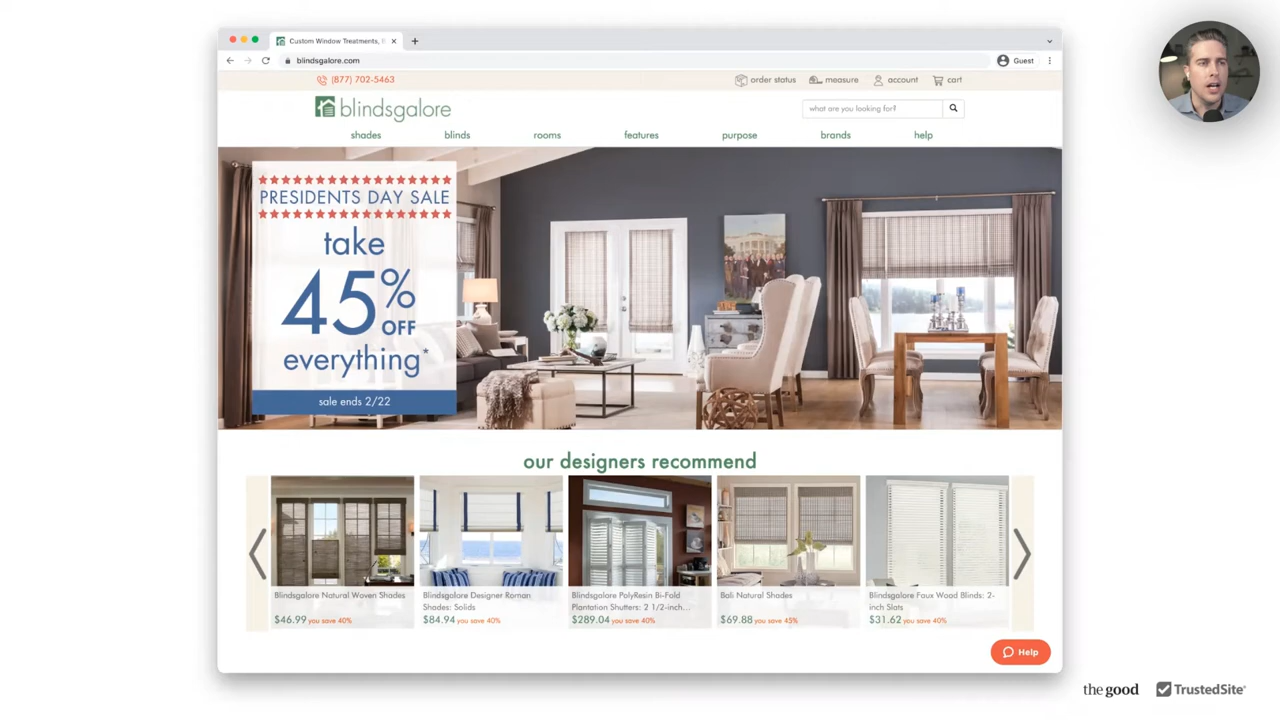 Custom Window Treatments, B
blindsgalore.com
Guest
(877) 702-5463
order status
measure
account
cart
blindsgalore
what are you looking for?
shades
blinds
rooms
features
purpose
brands
help
PRESIDENTS DAY SALE
take
45% OFF
everything*
sale ends 2/22
our designers recommend
Blindsgalore Natural Woven Shades
$46.99 you save 40%
Blindsgalore Designer Roman
Shades: Solids
$84.94 you save 40%
Blindsgalore PolyResin Bi-Fold
Plantation Shutters: 2 1/2-inch...
$289.04 you save 40%
Bali Natural Shades
$69.88 you save 45%
Blindsgalore Faux Wood Blinds: 2-
inch Slats
$31.62 you save 40%
Help
the good
TrustedSite